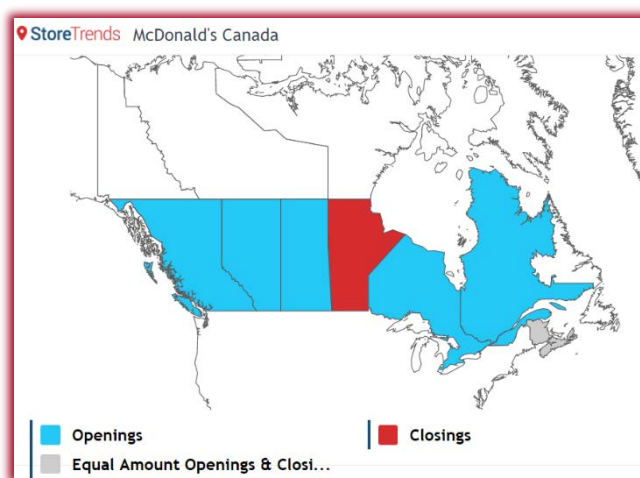 StoreTrends McDonald's Canada
Openings
Closings
Equal Amount Openings & Closi...